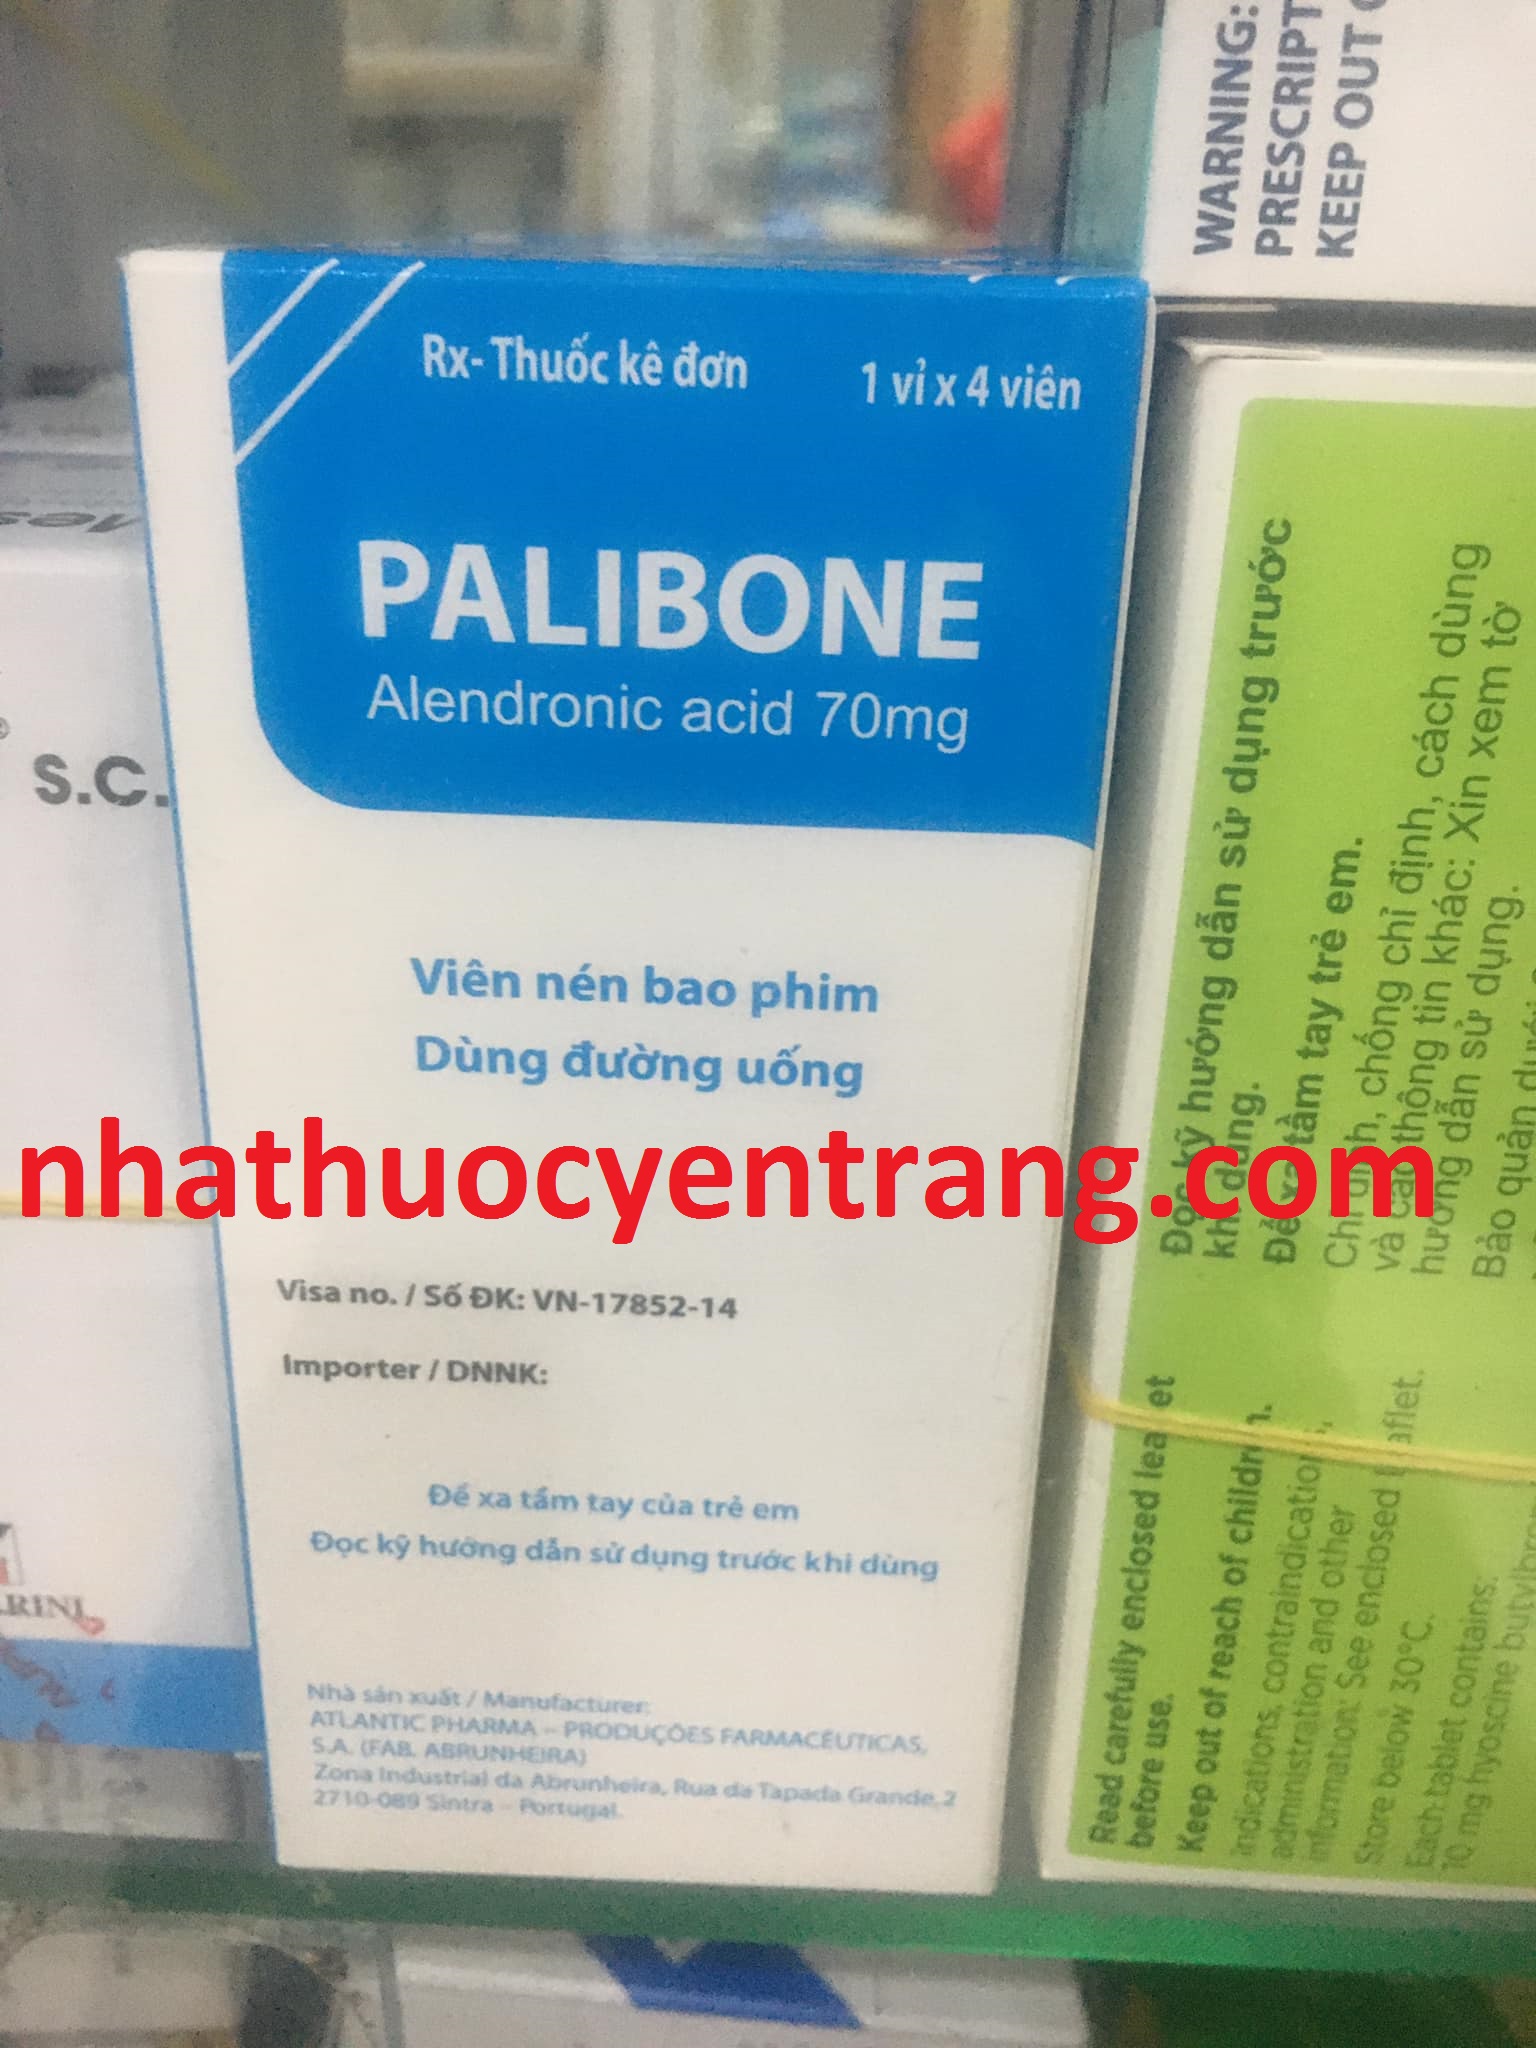 WARNING:
PRESCRIPT
KEEP OUT
Rx- Thuốc kê đơn
1 vỉ x 4 viên
PALIBONE
Alendronic acid 70mg
S.C.
Viên nén bao phim
Dùng đường uống
nhathuocyentrang.com
Visa no. / Số ĐK: VN-17852-14
Importer / DNNK:
Để xa tầm tay của trẻ em
Đọc kỹ hướng dẫn sử dụng trước khi dùng
Nhà sản xuất / Manufacturer:
ATLANTIC PHARMA – PRODUÇÕES FARMACÊUTICAS,
S.A. (FAB. ABRUNHEIRA)
Zona Industrial da Abrunheira, Rua da Tapada Grande, 2
2710-089 Sintra – Portugal.
ARINI
Đọc kỹ hướng dẫn sử dụng trước
khi dùng.
Để xa tầm tay trẻ em.
Chỉ định, chống chỉ định, cách dùng
và các thông tin khác: Xin xem tờ
hướng dẫn sử dụng.
Bảo quản dưới
Read carefully enclosed leaflet
before use.
Keep out of reach of children.
Indications, contraindications,
administration and other
information: See enclosed leaflet.
Store below 30°C.
Each tablet contains:
10 mg hyoscine